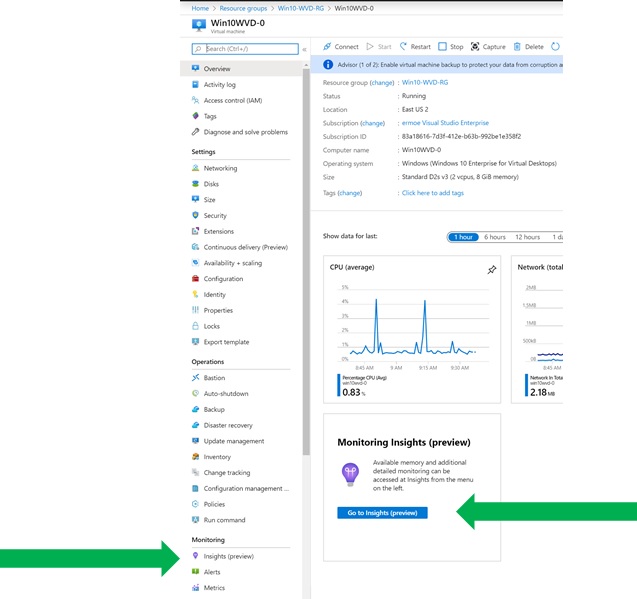 Home > Resource groups > Win10-WVD-RG > Win10WVD-0
Win10WVD-0
Virtual machine
Search (Ctrl+/)
«
Connect Start Restart Stop Capture Delete
Advisor (1 of 2): Enable virtual machine backup to protect your data from corruption a
Overview
Activity log
Access control (IAM)
Tags
Diagnose and solve problems
Settings
Networking
Disks
Size
Security
Extensions
Continuous delivery (Preview)
Availability + scaling
Configuration
Identity
Properties
Locks
Export template
Operations
Bastion
Auto-shutdown
Backup
Disaster recovery
Update management
Inventory
Change tracking
Configuration management ...
Policies
Run command
Monitoring
Insights (preview)
Alerts
Metrics
Resource group (change) : Win10-WVD-RG
Status : Running
Location : East US 2
Subscription (change) : ermoe Visual Studio Enterprise
Subscription ID : 83a18616-7d3f-412e-b63b-992be1e358f2
Computer name : Win10WVD-0
Operating system : Windows (Windows 10 Enterprise for Virtual Desktops)
Size : Standard D2s v3 (2 vcpus, 8 GiB memory)
Tags (change) : Click here to add tags
Show data for last:
1 hour 6 hours 12 hours 1 da
CPU (average)
5%
4%
3%
2%
1%
0%
8:45 AM 9 AM 9:15 AM 9:30 AM
Percentage CPU (Avg)
win10wvd-0
0.83 %
Network (total
2MB
1.5MB
1MB
500kB
0B
8:45 AM
Network In Tota
win10wvd-0
2.18 MB
Monitoring Insights (preview)
Available memory and additional
detailed monitoring can be
accessed at Insights from the menu
on the left.
Go to Insights (preview)